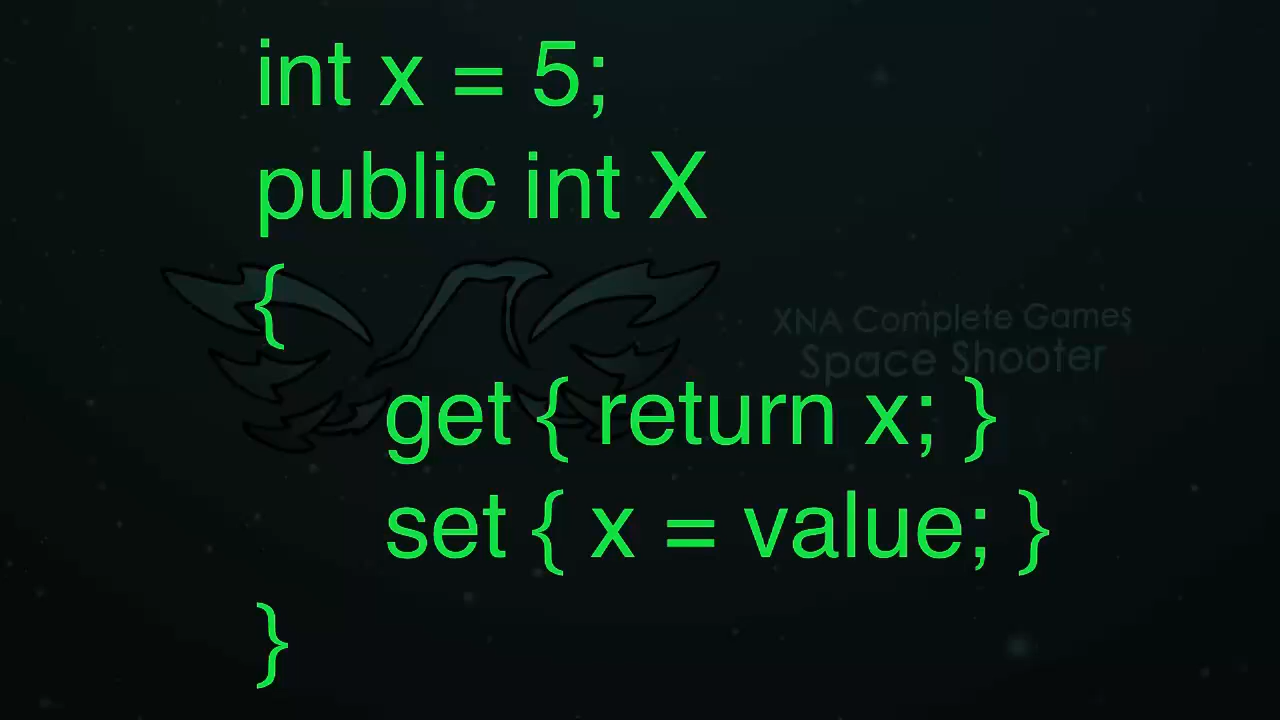 int x = 5;
public int X
{
get { return x; }
set { x = value; }
}
XNA Complete Games
Space Shooter